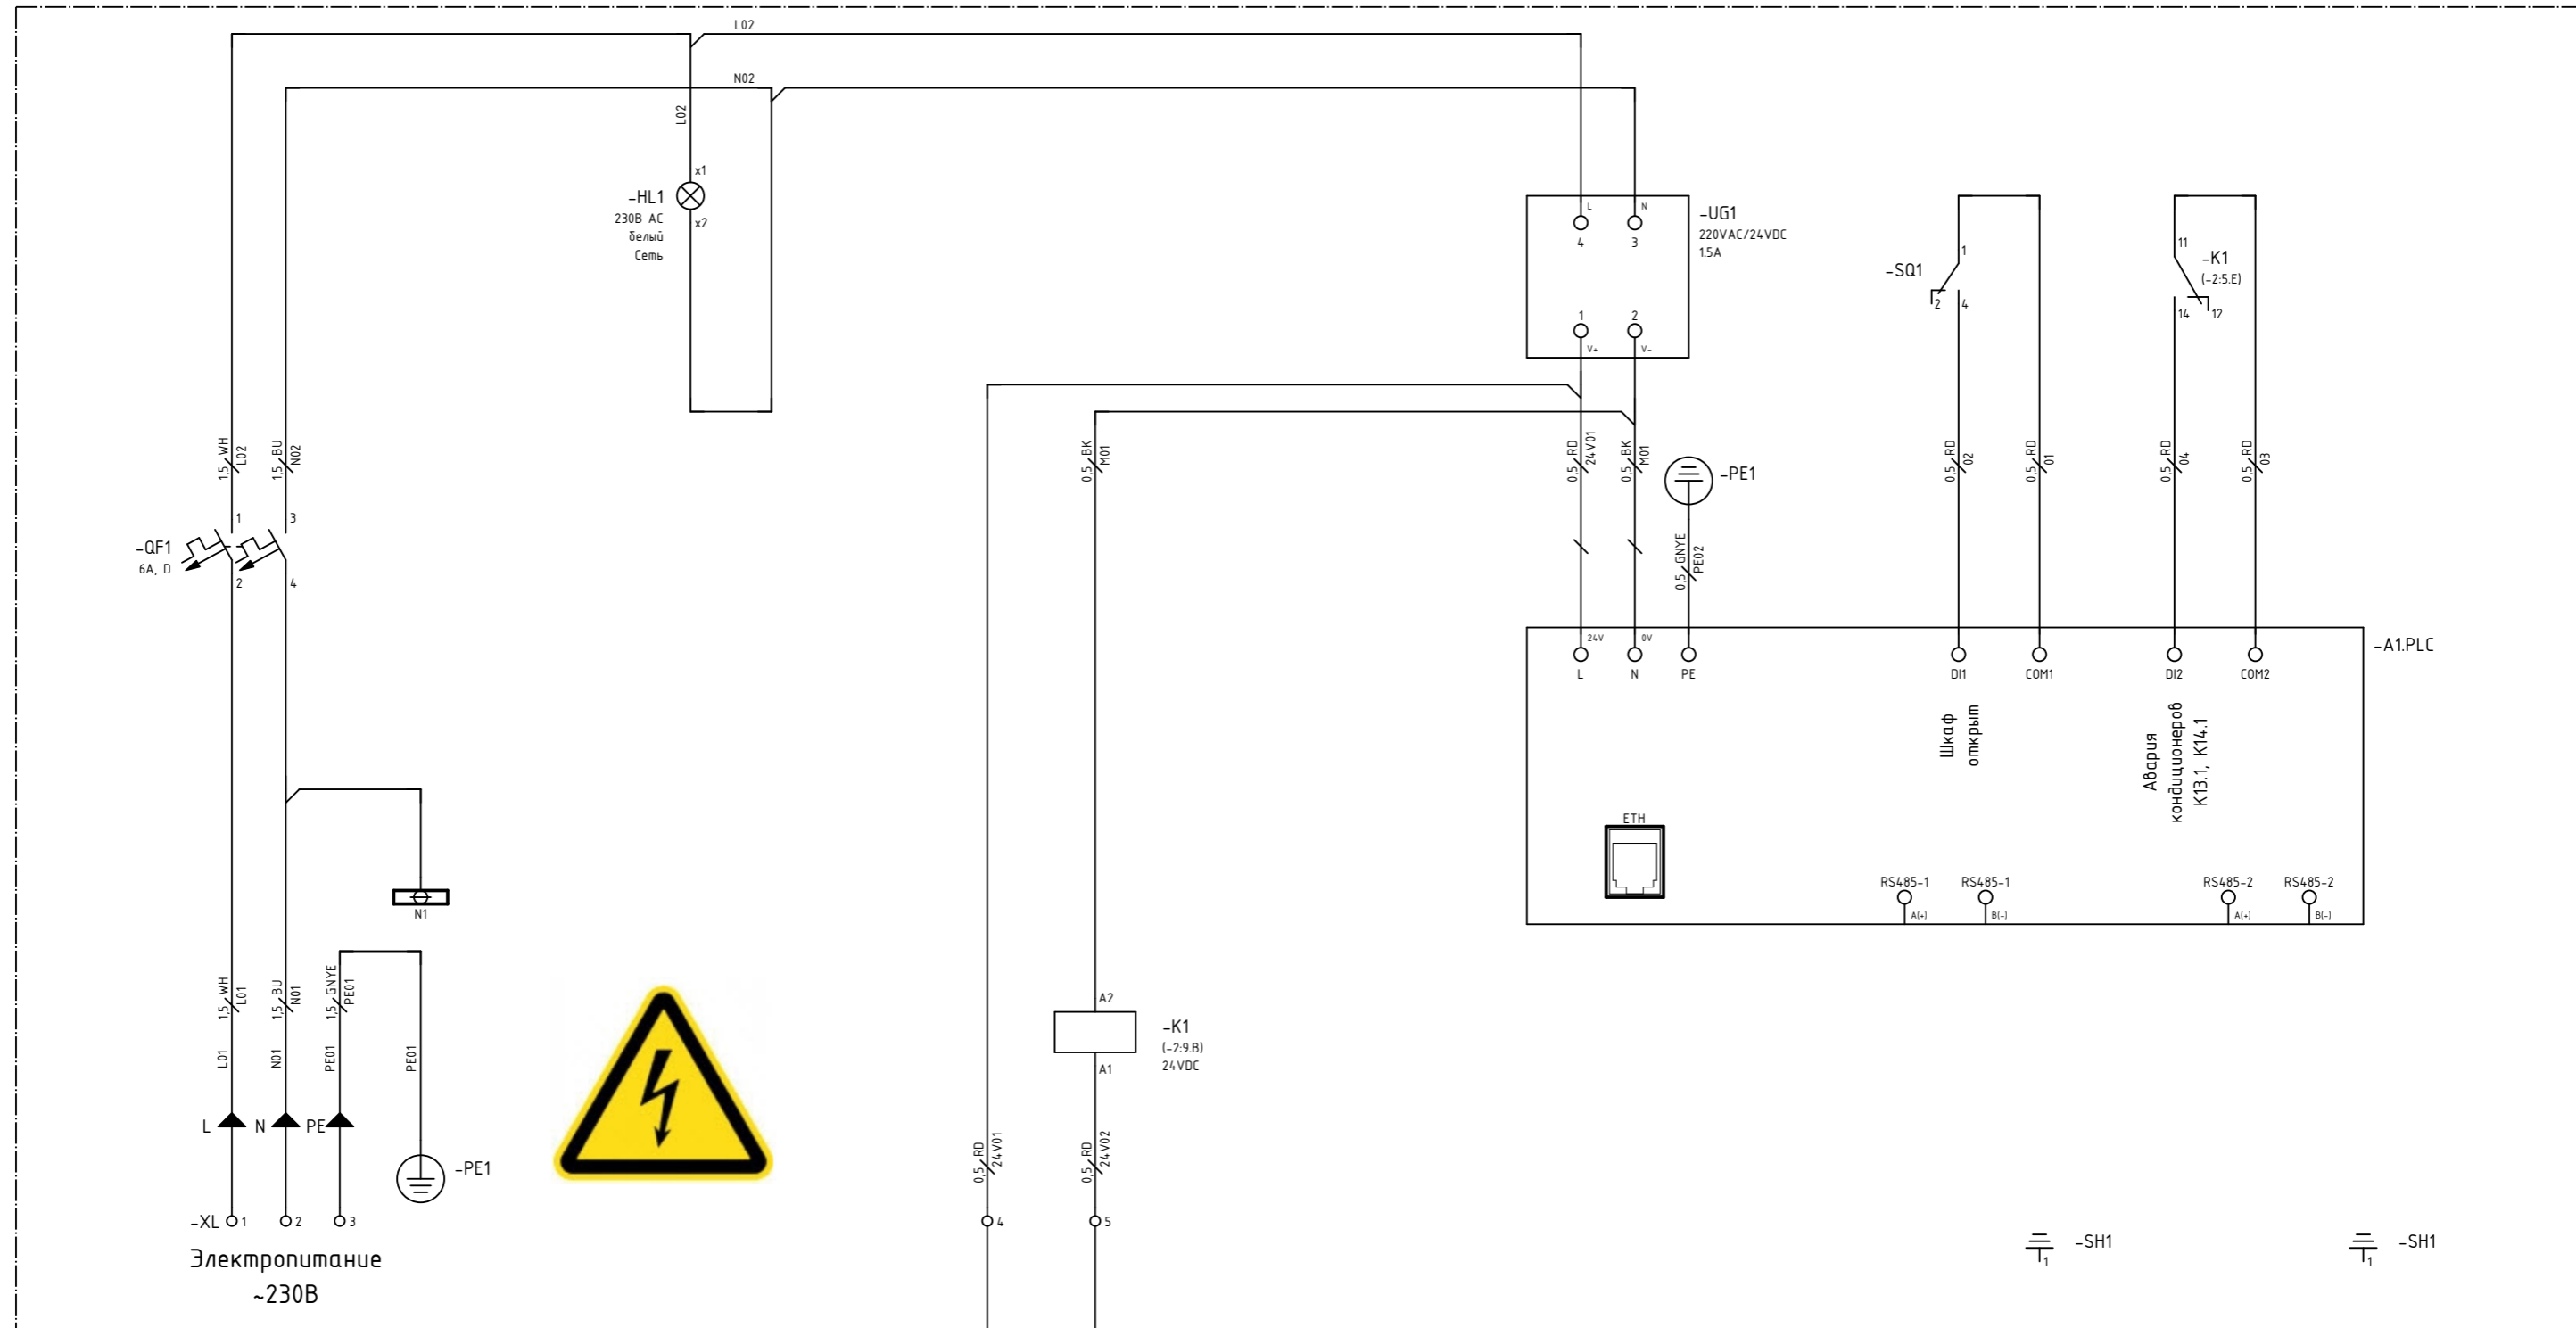 L02
N02
L02
x1
-HL1
230В AC
белый
Сеть
x2
L
N
4
3
-UG1
220VAC/24VDC
1.5A
1
2
V+
V-
1
-SQ1
2
4
11
-K1
(-2:5.E)
14
12
1,5 WH
L02
1,5 BU
N02
0,5 BK
M01
0,5 RD
24V01
0,5 BK
M01
-PE1
0,5 GNYE
PE02
0,5 RD
02
0,5 RD
01
0,5 RD
04
0,5 RD
03
1
3
-QF1
6A, D
2
4
24V
0V
-A1.PLC
L
N
PE
DI1
COM1
DI2
COM2
Шкаф
открыт
Авария
кондиционеров
К13.1, К14.1
ETH
RS485-1
RS485-1
RS485-2
RS485-2
A(+)
B(-)
A(+)
B(-)
N1
1,5 WH
L01
1,5 BU
N01
1,5 GNYE
PE01
L01
N01
PE01
PE01
A2
-K1
(-2:9.B)
24VDC
A1
L
N
PE
-PE1
0,5 RD
24V01
0,5 RD
24V02
-XL
1
2
3
4
5
Электропитание
~230В
-SH1
1
-SH1
1